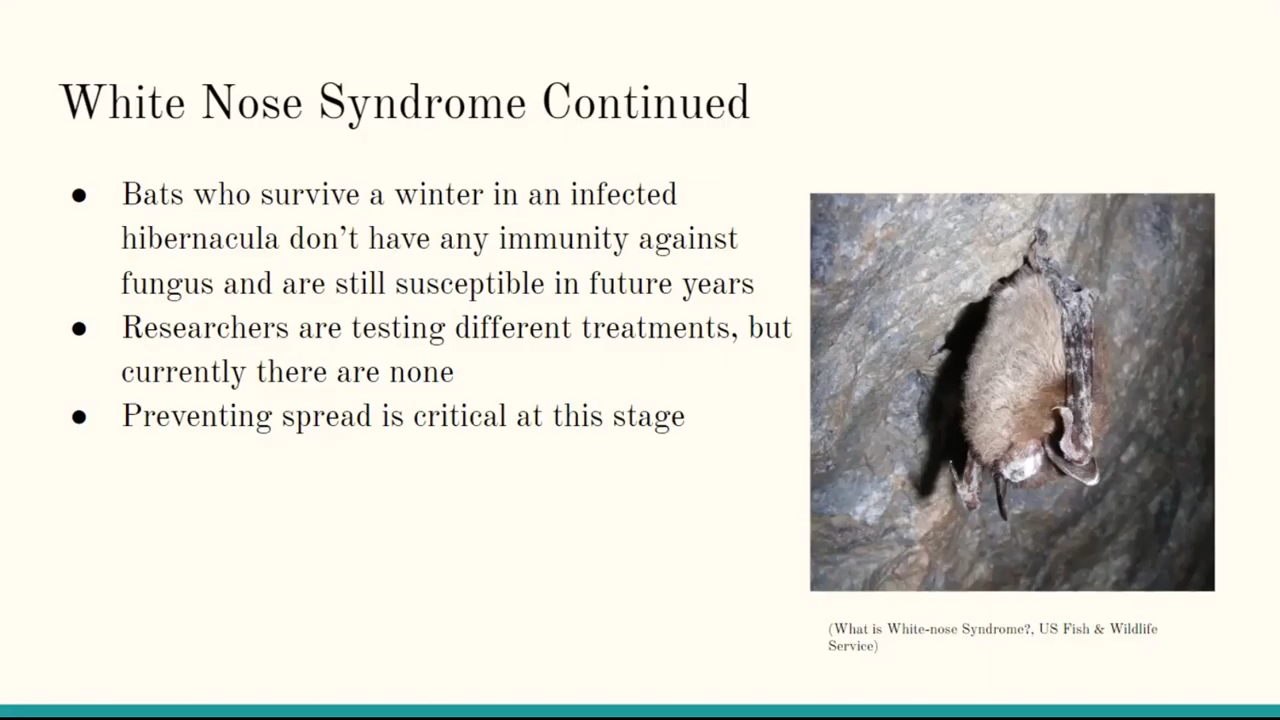 White Nose Syndrome Continued
● Bats who survive a winter in an infected
hibernacula don’t have any immunity against
fungus and are still susceptible in future years
● Researchers are testing different treatments, but
currently there are none
● Preventing spread is critical at this stage
(What is White-nose Syndrome?, US Fish & Wildlife
Service)